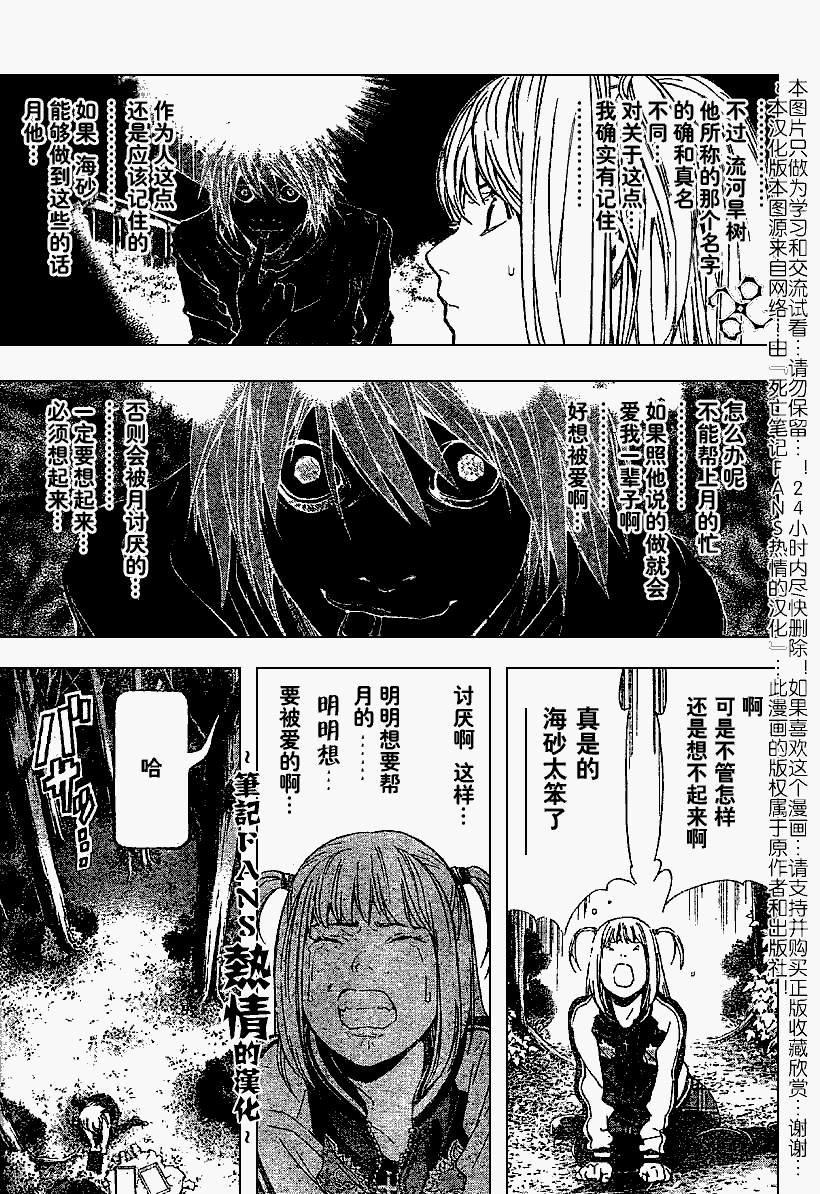 ………
不过 流河旱树
他所称的那个名字
的确和真名
不同…
对关于这点…
我确实有记住
…………
作为人这点
还是应该记住的
…………
如果 海砂
能够做到这些的话
月他…
怎么办呢
不能帮上月的忙
…………
如果照他说的做就会
爱我一辈子啊
好想被爱啊…
…………
否则会被月讨厌的…
一定要想起来…
必须想起来…
啊
可是不管怎样
还是想不起来啊
真是的
海砂太笨了
讨厌啊 这样…
明明想要帮
月的……
明明想…
要被爱的啊…
哈
バサッ…
~筆記FANS熱情的漢化~
本图片只做为学习和交流试看…请勿保留…！24小时内尽快删除！如果喜欢这个漫画…请支持并购买正版收藏欣赏…谢谢…
本汉化版本图源来自网络…由『死亡笔记FANS热情的汉化』…此漫画的版权属于原作者和出版社！